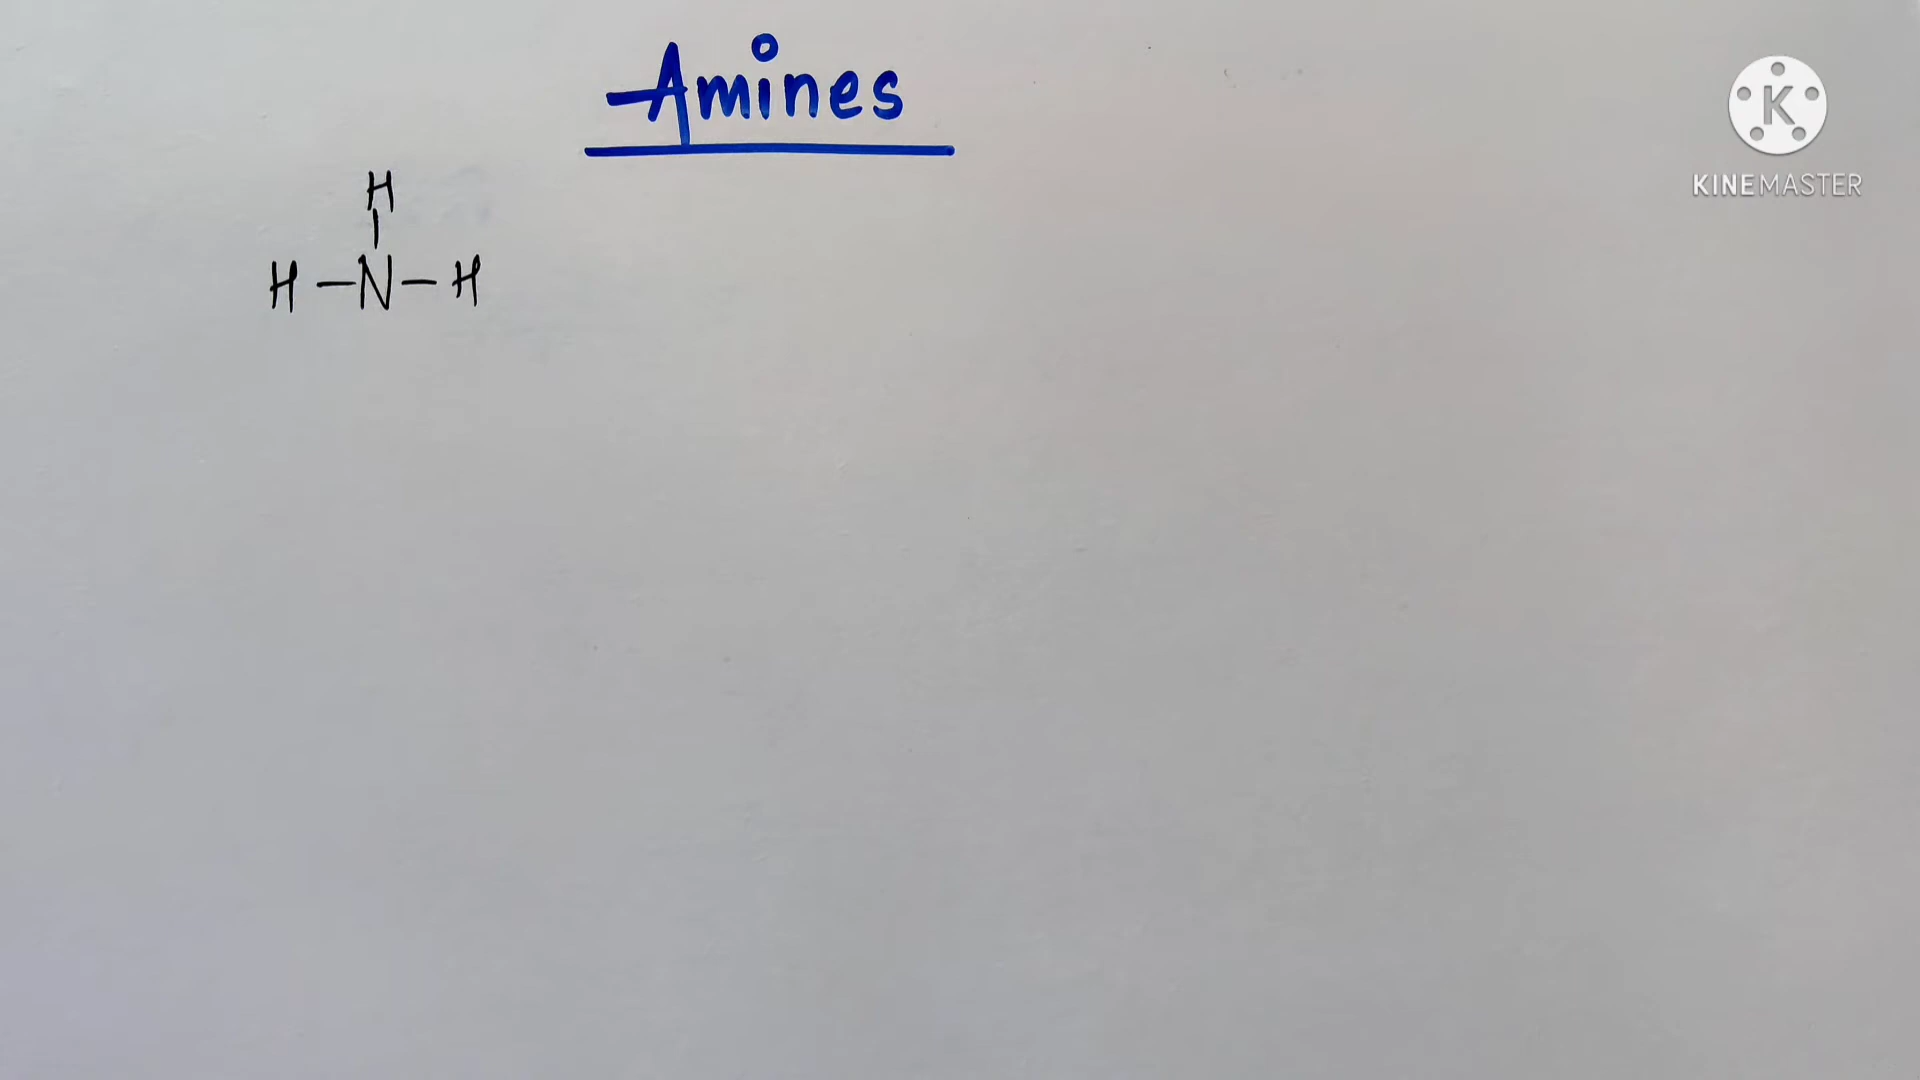 Amines
H
H – N – H
K
KINEMASTER